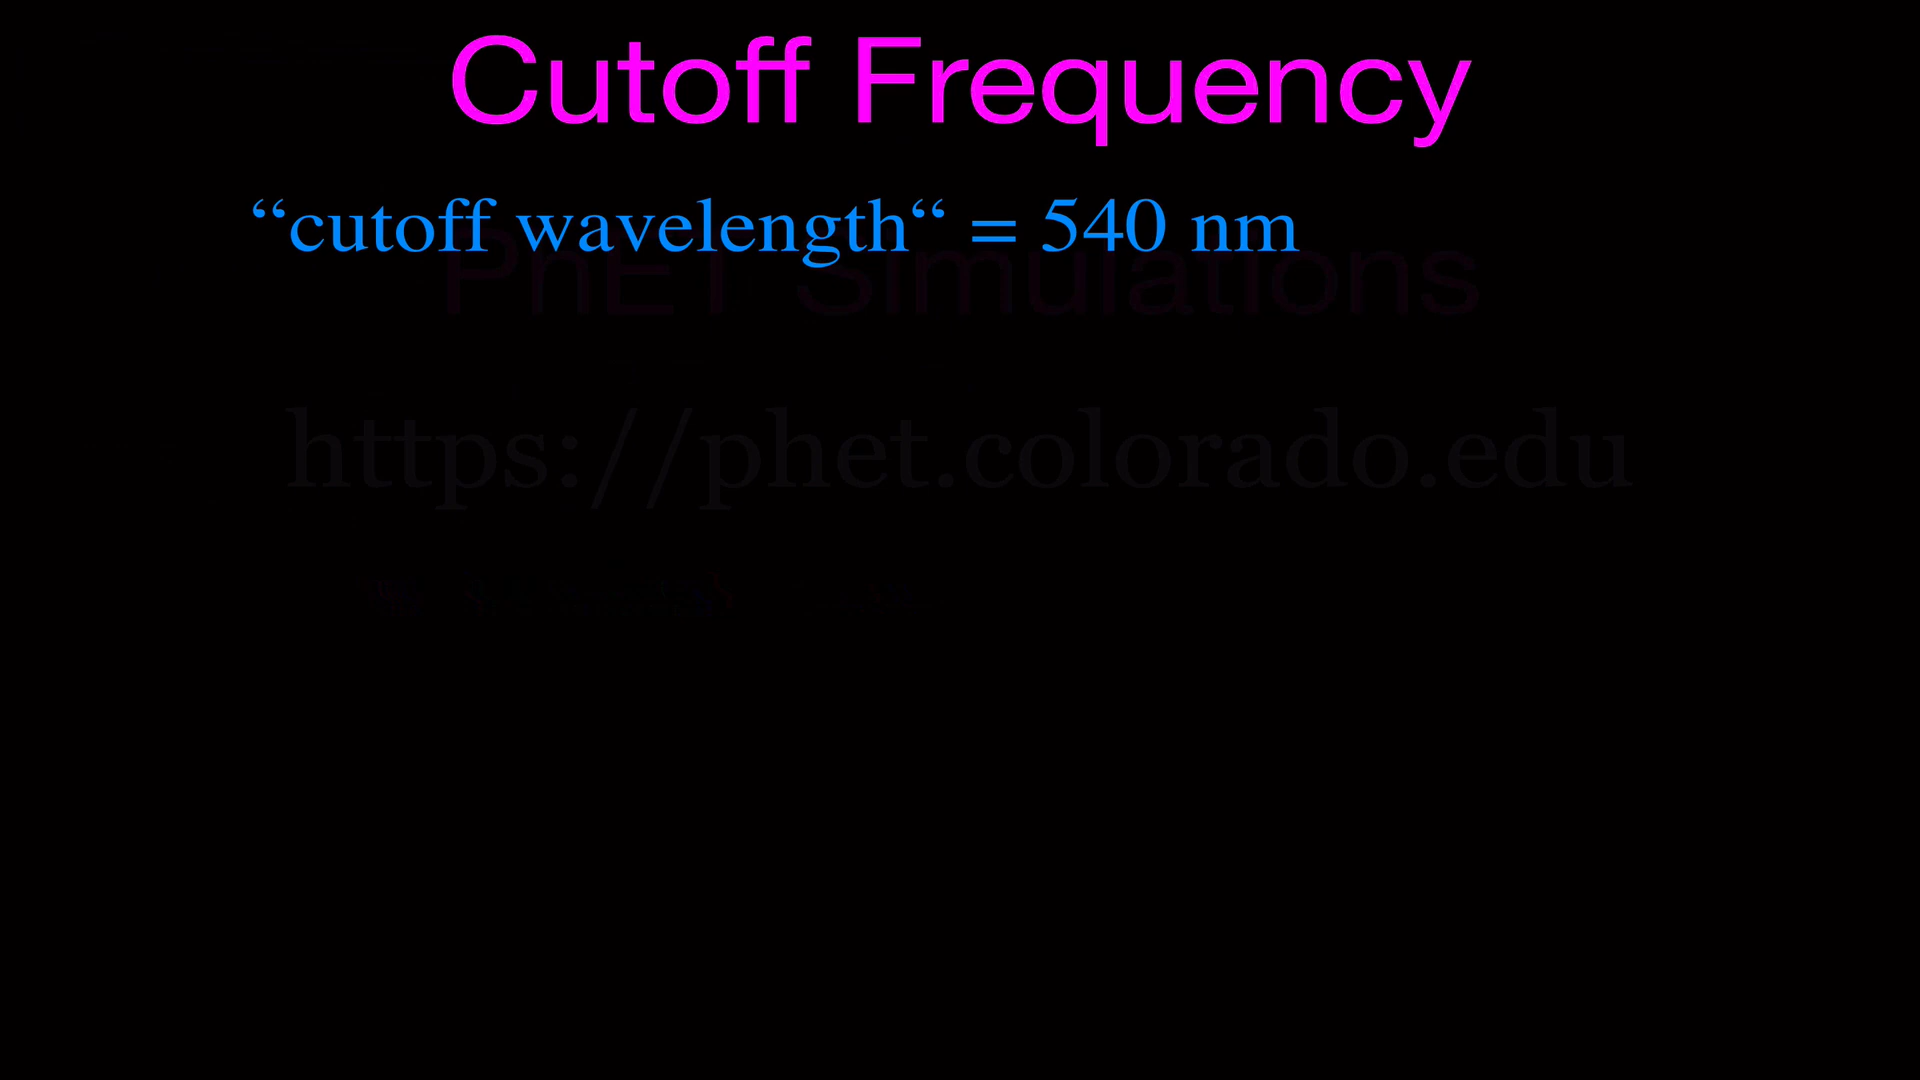 Cutoff Frequency
“cutoff wavelength“ = 540 nm
PhET Simulations
https://phet.colorado.edu